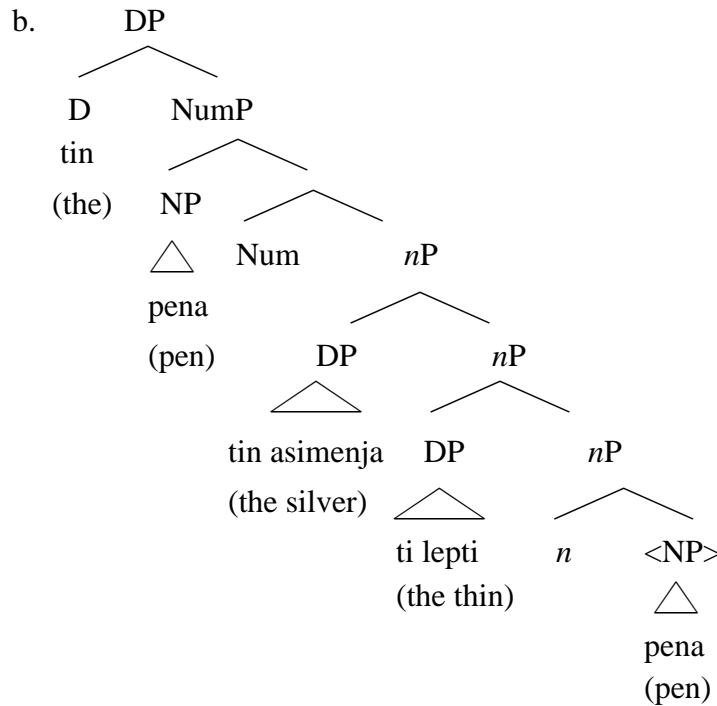 b. DP
D NumP
tin
(the) NP
Num nP
pena
(pen) DP nP
tin asimenja DP nP
(the silver)
ti lepti n <NP>
(the thin)
pena
(pen)